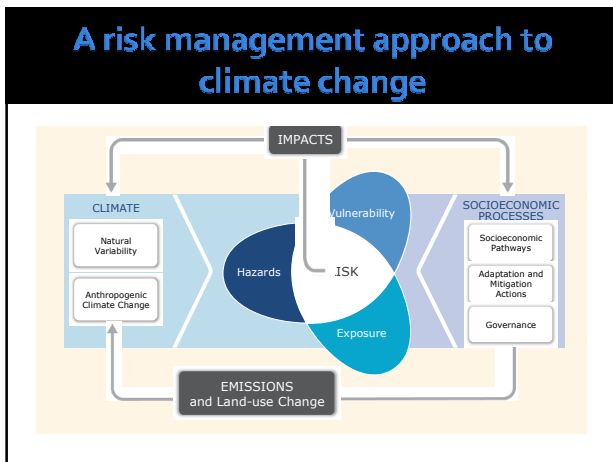 A risk management approach to
climate change
IMPACTS
CLIMATE
Natural
Variability
Anthropogenic
Climate Change
Hazards
Vulnerability
.ISK
Exposure
SOCIOECONOMIC
PROCESSES
Socioeconomic
Pathways
Adaptation and
Mitigation
Actions
Governance
EMISSIONS
and Land-use Change